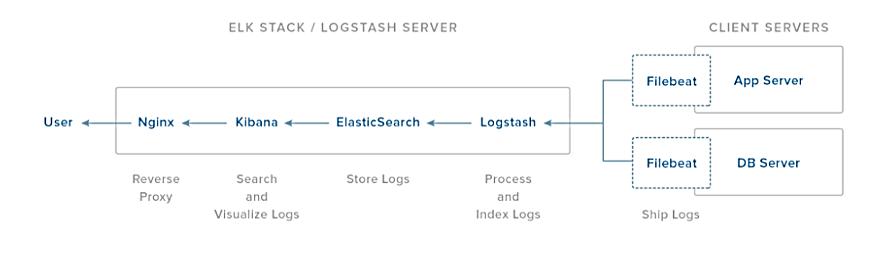 ELK STACK / LOGSTASH SERVER
CLIENT SERVERS
Filebeat
App Server
User
Nginx
Kibana
ElasticSearch
Logstash
Filebeat
DB Server
Reverse
Proxy
Search
and
Visualize Logs
Store Logs
Process
and
Index Logs
Ship Logs